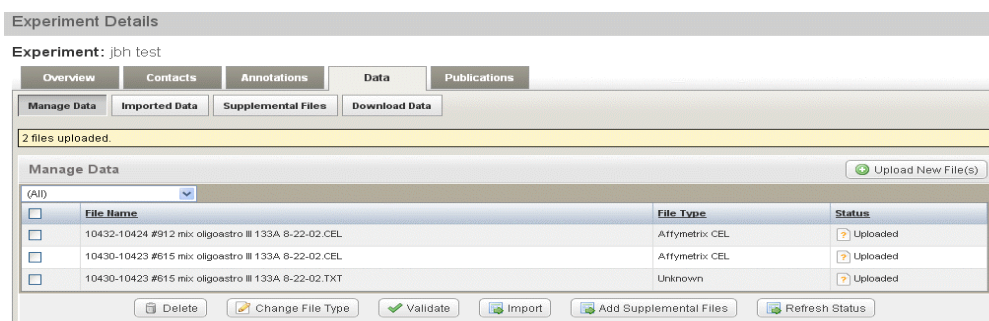 Experiment Details
Experiment: jbh test
Overview Contacts Annotations Data Publications
Manage Data Imported Data Supplemental Files Download Data
2 files uploaded.
Manage Data Upload New File(s)
(All)
File Name File Type Status
10432-10424 #912 mix oligoastro III 133A 8-22-02.CEL Affymetrix CEL Uploaded
10430-10423 #615 mix oligoastro III 133A 8-22-02.CEL Affymetrix CEL Uploaded
10430-10423 #615 mix oligoastro III 133A 8-22-02.TXT Unknown Uploaded
Delete Change File Type Validate Import Add Supplemental Files Refresh Status